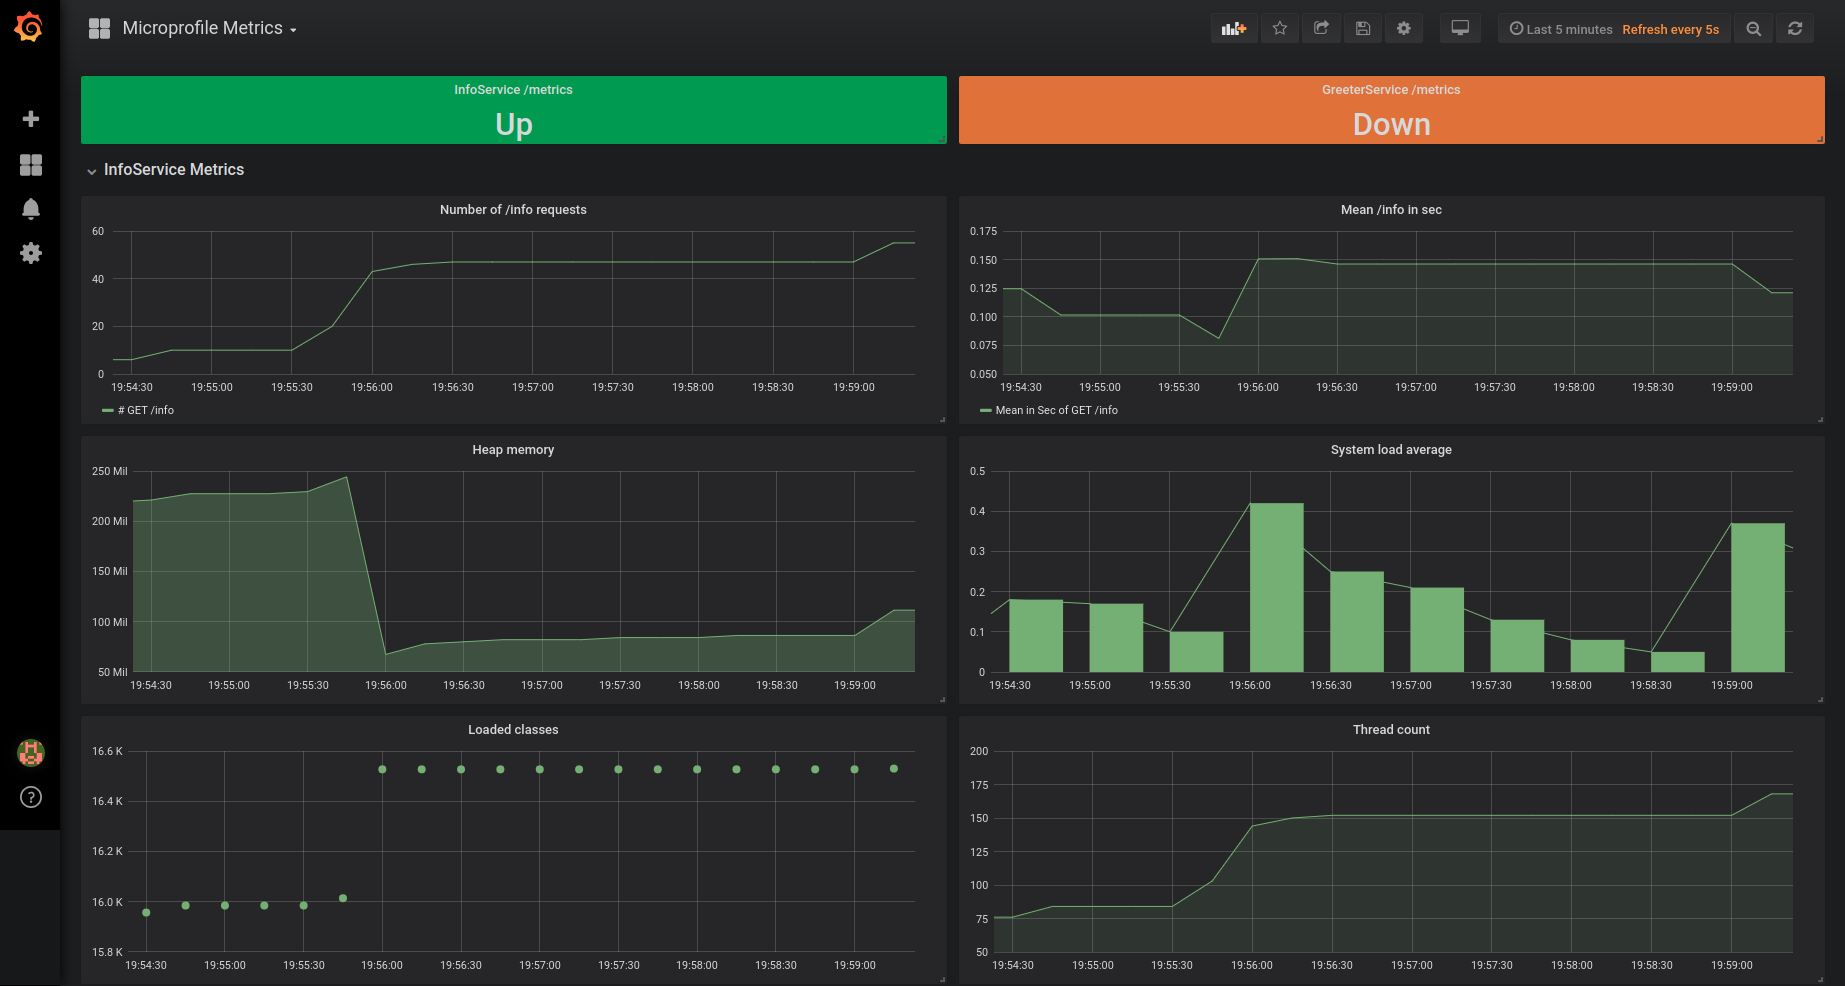 Microprofile Metrics
Last 5 minutes Refresh every 5s
InfoService /metrics
Up
GreeterService /metrics
Down
InfoService Metrics
Number of /info requests
60
40
20
0
19:54:30 19:55:00 19:55:30 19:56:00 19:56:30 19:57:00 19:57:30 19:58:00 19:58:30 19:59:00
# GET /info
Mean /info in sec
0.175
0.150
0.125
0.100
0.075
0.050
19:54:30 19:55:00 19:55:30 19:56:00 19:56:30 19:57:00 19:57:30 19:58:00 19:58:30 19:59:00
Mean in Sec of GET /info
Heap memory
250 Mil
200 Mil
150 Mil
100 Mil
50 Mil
19:54:30 19:55:00 19:55:30 19:56:00 19:56:30 19:57:00 19:57:30 19:58:00 19:58:30 19:59:00
System load average
0.5
0.4
0.3
0.2
0.1
0
19:54:30 19:55:00 19:55:30 19:56:00 19:56:30 19:57:00 19:57:30 19:58:00 19:58:30 19:59:00
Loaded classes
16.6 K
16.4 K
16.2 K
16.0 K
15.8 K
19:54:30 19:55:00 19:55:30 19:56:00 19:56:30 19:57:00 19:57:30 19:58:00 19:58:30 19:59:00
Thread count
200
175
150
125
100
75
50
19:54:30 19:55:00 19:55:30 19:56:00 19:56:30 19:57:00 19:57:30 19:58:00 19:58:30 19:59:00